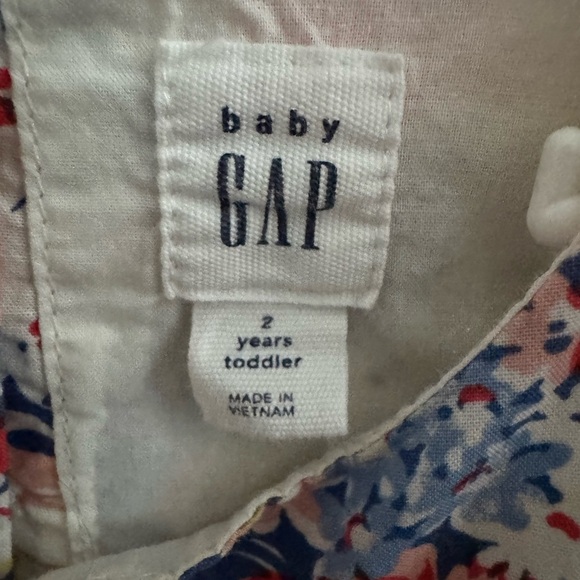 baby
GAP
2
years
toddler
MADE IN
VIETNAM